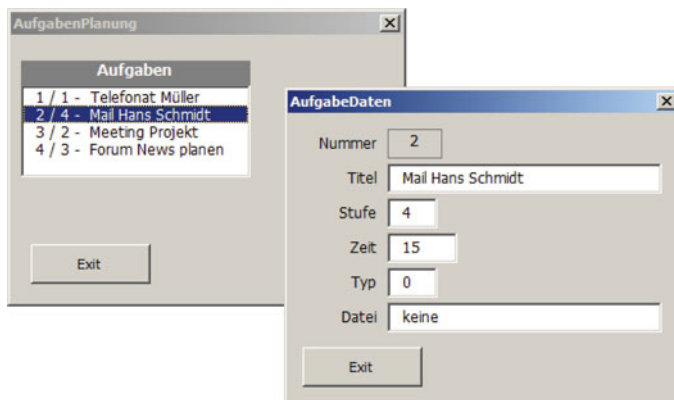 AufgabenPlanung
Aufgaben
1 / 1 - Telefonat Müller
2 / 4 - Mail Hans Schmidt
3 / 2 - Meeting Projekt
4 / 3 - Forum News planen
Exit
AufgabeDaten
Nummer 2
Titel Mail Hans Schmidt
Stufe 4
Zeit 15
Typ 0
Datei keine
Exit